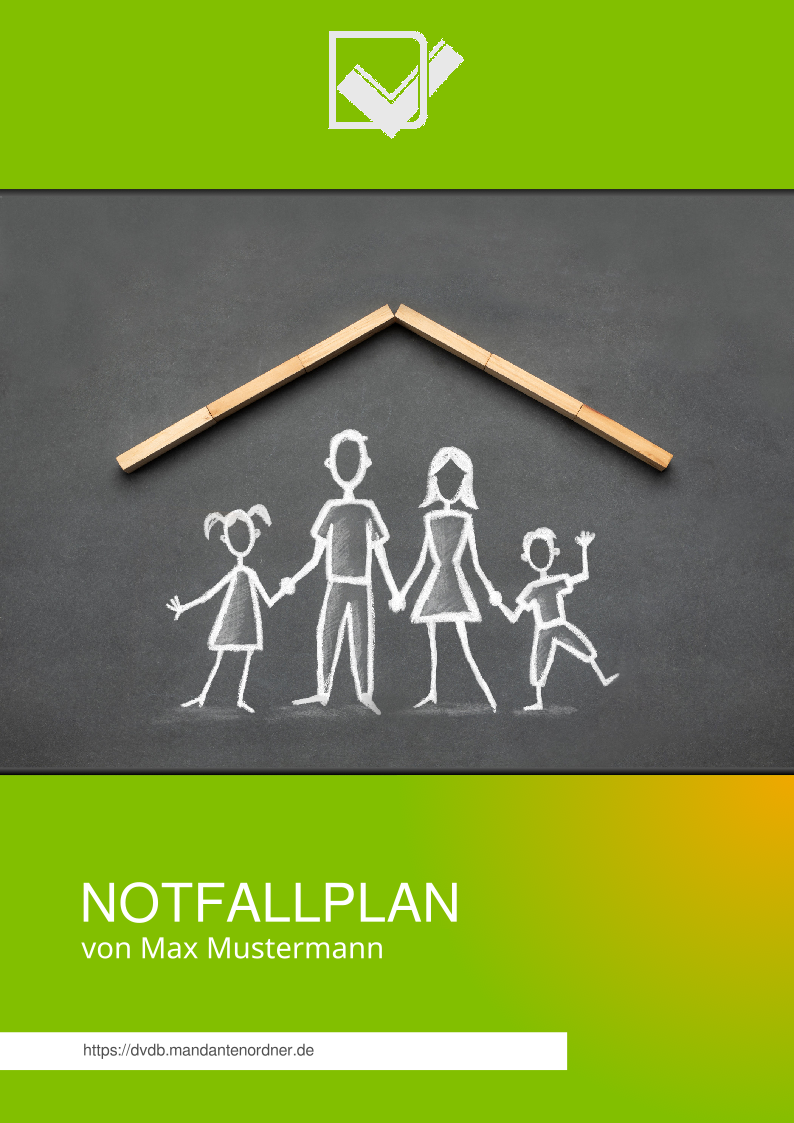 NOTFALLPLAN
von Max Mustermann
https://dvdb.mandantenordner.de